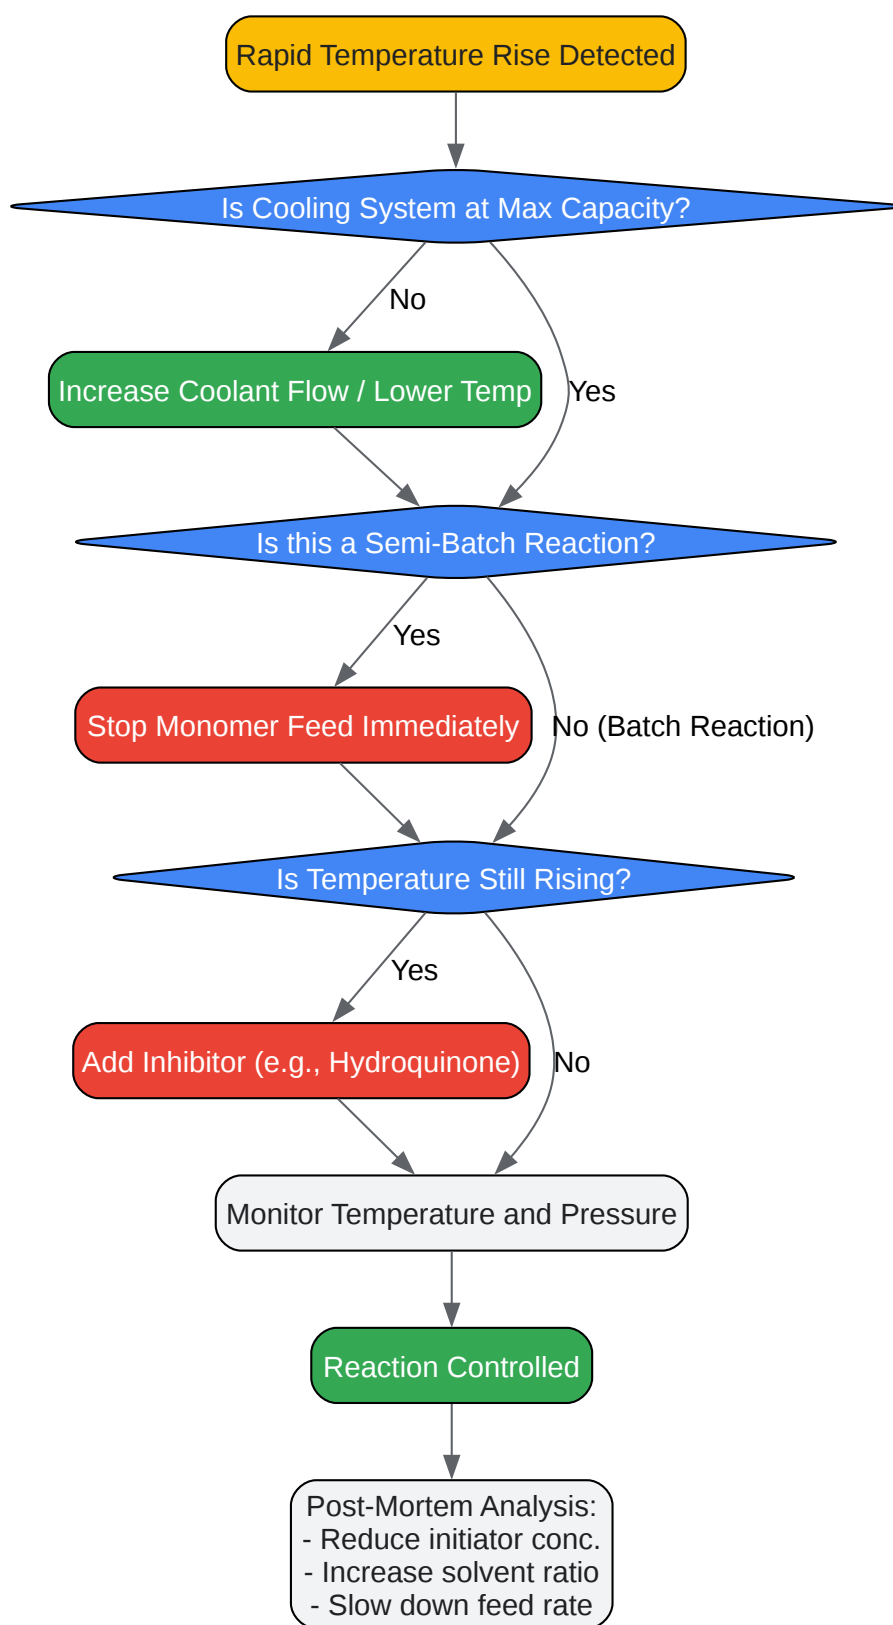 Rapid Temperature Rise Detected
Is Cooling System at Max Capacity?
No
Increase Coolant Flow / Lower Temp
Yes
Is this a Semi-Batch Reaction?
Yes
Stop Monomer Feed Immediately
No (Batch Reaction)
Is Temperature Still Rising?
Yes
Add Inhibitor (e.g., Hydroquinone)
No
Monitor Temperature and Pressure
Reaction Controlled
Post-Mortem Analysis:
- Reduce initiator conc.
- Increase solvent ratio
- Slow down feed rate